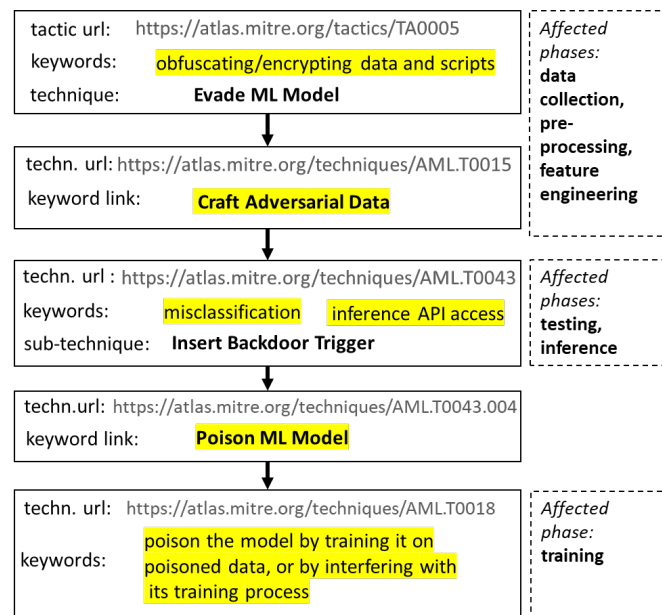 tactic url: https://atlas.mitre.org/tactics/TA0005
keywords: obfuscating/encrypting data and scripts
technique: Evade ML Model
Affected
phases:
data
collection,
pre-
processing,
feature
engineering
techn. url: https://atlas.mitre.org/techniques/AML.T0015
keyword link: Craft Adversarial Data
techn. url : https://atlas.mitre.org/techniques/AML.T0043
keywords: misclassification inference API access
sub-technique: Insert Backdoor Trigger
Affected
phases:
testing,
inference
techn.url: https://atlas.mitre.org/techniques/AML.T0043.004
keyword link: Poison ML Model
techn. url: https://atlas.mitre.org/techniques/AML.T0018
keywords: poison the model by training it on
poisoned data, or by interfering with
its training process
Affected
phase:
training